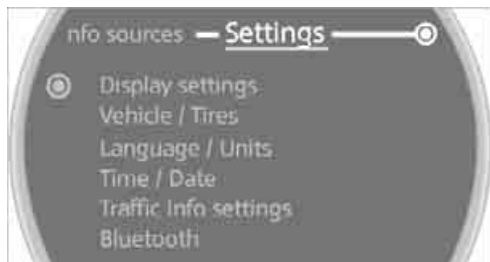 nfo sources Settings
Display settings
Vehicle / Tires
Language / Units
Time / Date
Traffic Info settings
Bluetooth